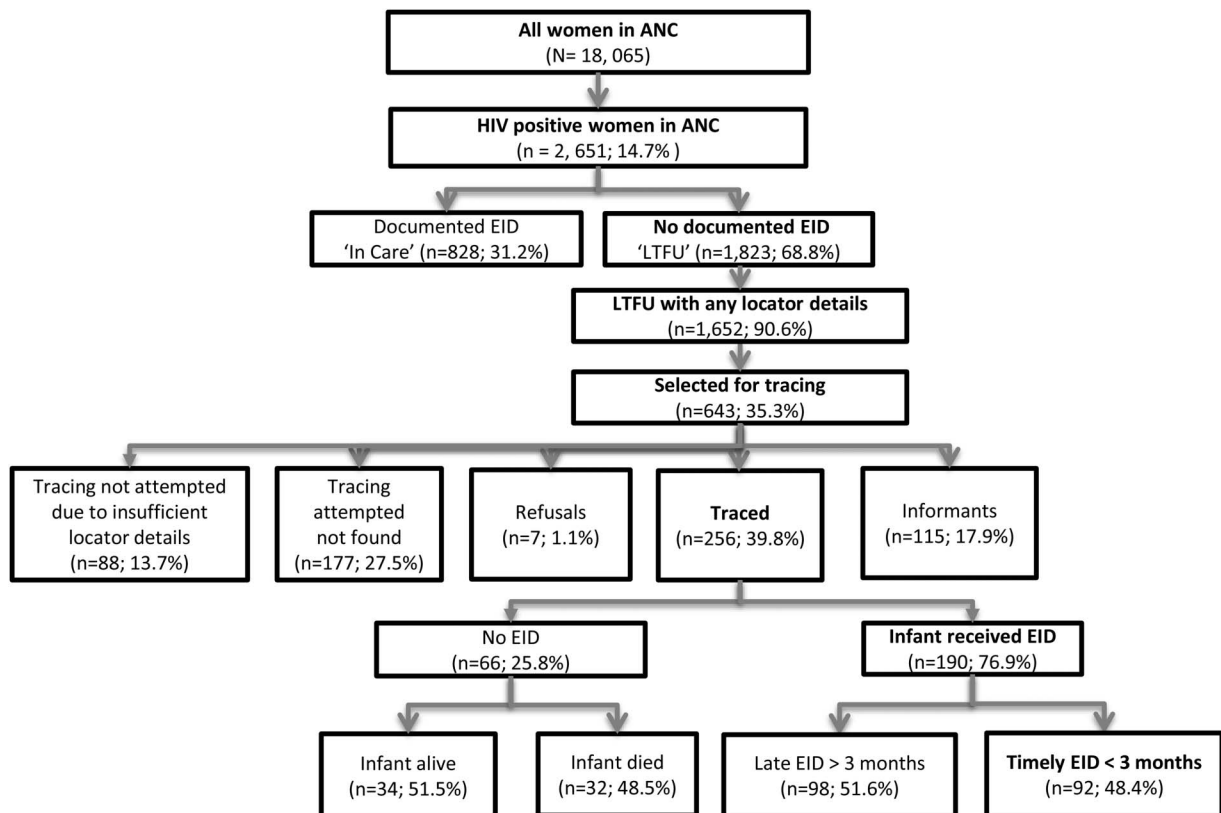 All women in ANC
(N= 18, 065)
HIV positive women in ANC
(n = 2, 651; 14.7% )
Documented EID
‘In Care’ (n=828; 31.2%)
No documented EID
‘LTFU’ (n=1,823; 68.8%)
LTFU with any locator details
(n=1,652; 90.6%)
Selected for tracing
(n=643; 35.3%)
Tracing not attempted
due to insufficient
locator details
(n=88; 13.7%)
Tracing
attempted
not found
(n=177; 27.5%)
Refusals
(n=7; 1.1%)
Traced
(n=256; 39.8%)
Informants
(n=115; 17.9%)
No EID
(n=66; 25.8%)
Infant received EID
(n=190; 76.9%)
Infant alive
(n=34; 51.5%)
Infant died
(n=32; 48.5%)
Late EID > 3 months
(n=98; 51.6%)
Timely EID < 3 months
(n=92; 48.4%)